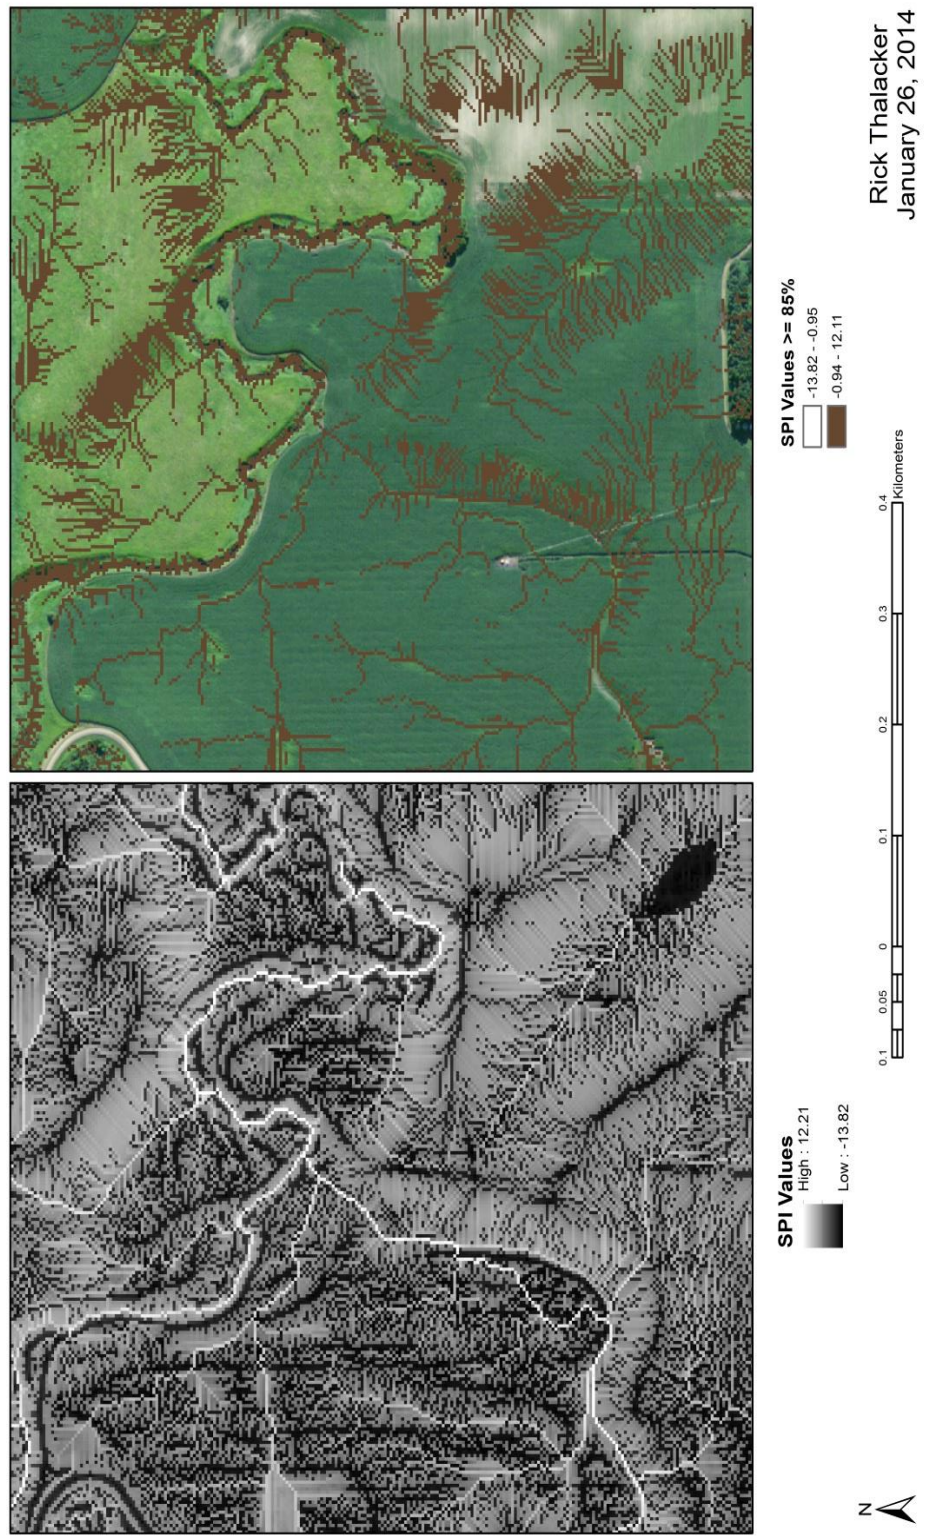 N
SPI Values
High : 12.21
Low : -13.82
0.1 0.05 0 0.1 0.2 0.3 0.4
Kilometers
SPI Values >= 85%
-13.82 - -0.95
-0.94 - 12.11
Rick Thalacker
January 26, 2014